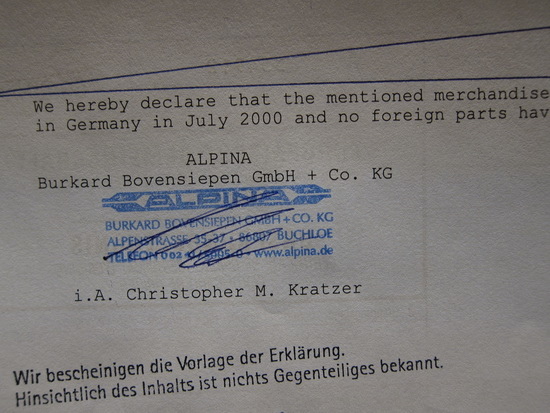 We hereby declare that the mentioned merchandise
in Germany in July 2000 and no foreign parts hav
ALPINA
Burkard Bovensiepen GmbH + Co. KG
ALPINA
BURKARD BOVENSIEPEN GMBH + CO. KG
ALPENSTRASSE 35-37 • 86807 BUCHLOE
TELEFON • www.alpina.de
i.A. Christopher M. Kratzer
Wir bescheinigen die Vorlage der Erklärung.
Hinsichtlich des Inhalts ist nichts Gegenteiliges bekannt.